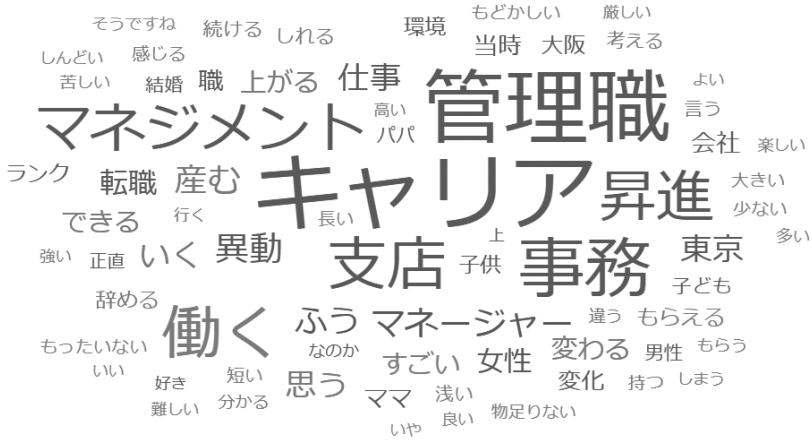 そうですね
続ける
しれる
環境
もどかしい
厳しい
当時
大阪
考える
しんどい
感じる
苦しい
結婚
職
上がる
仕事
管理職
よい
言う
マネジメント
高い
パパ
会社
楽しい
ランク
転職
産む
キャリア
昇進
大きい
少ない
できる
行く
長い
多い
強い
正直
いく
異動
支店
上
子供
事務
東京
子ども
辞める
働く
ふう
マネージャー
違う
もらえる
もったいない
なのか
すごい
女性
変わる
男性
もらう
いい
好き
短い
思う
ママ
浅い
変化
持つ
しまう
難しい
分かる
いや
良い
物足りない